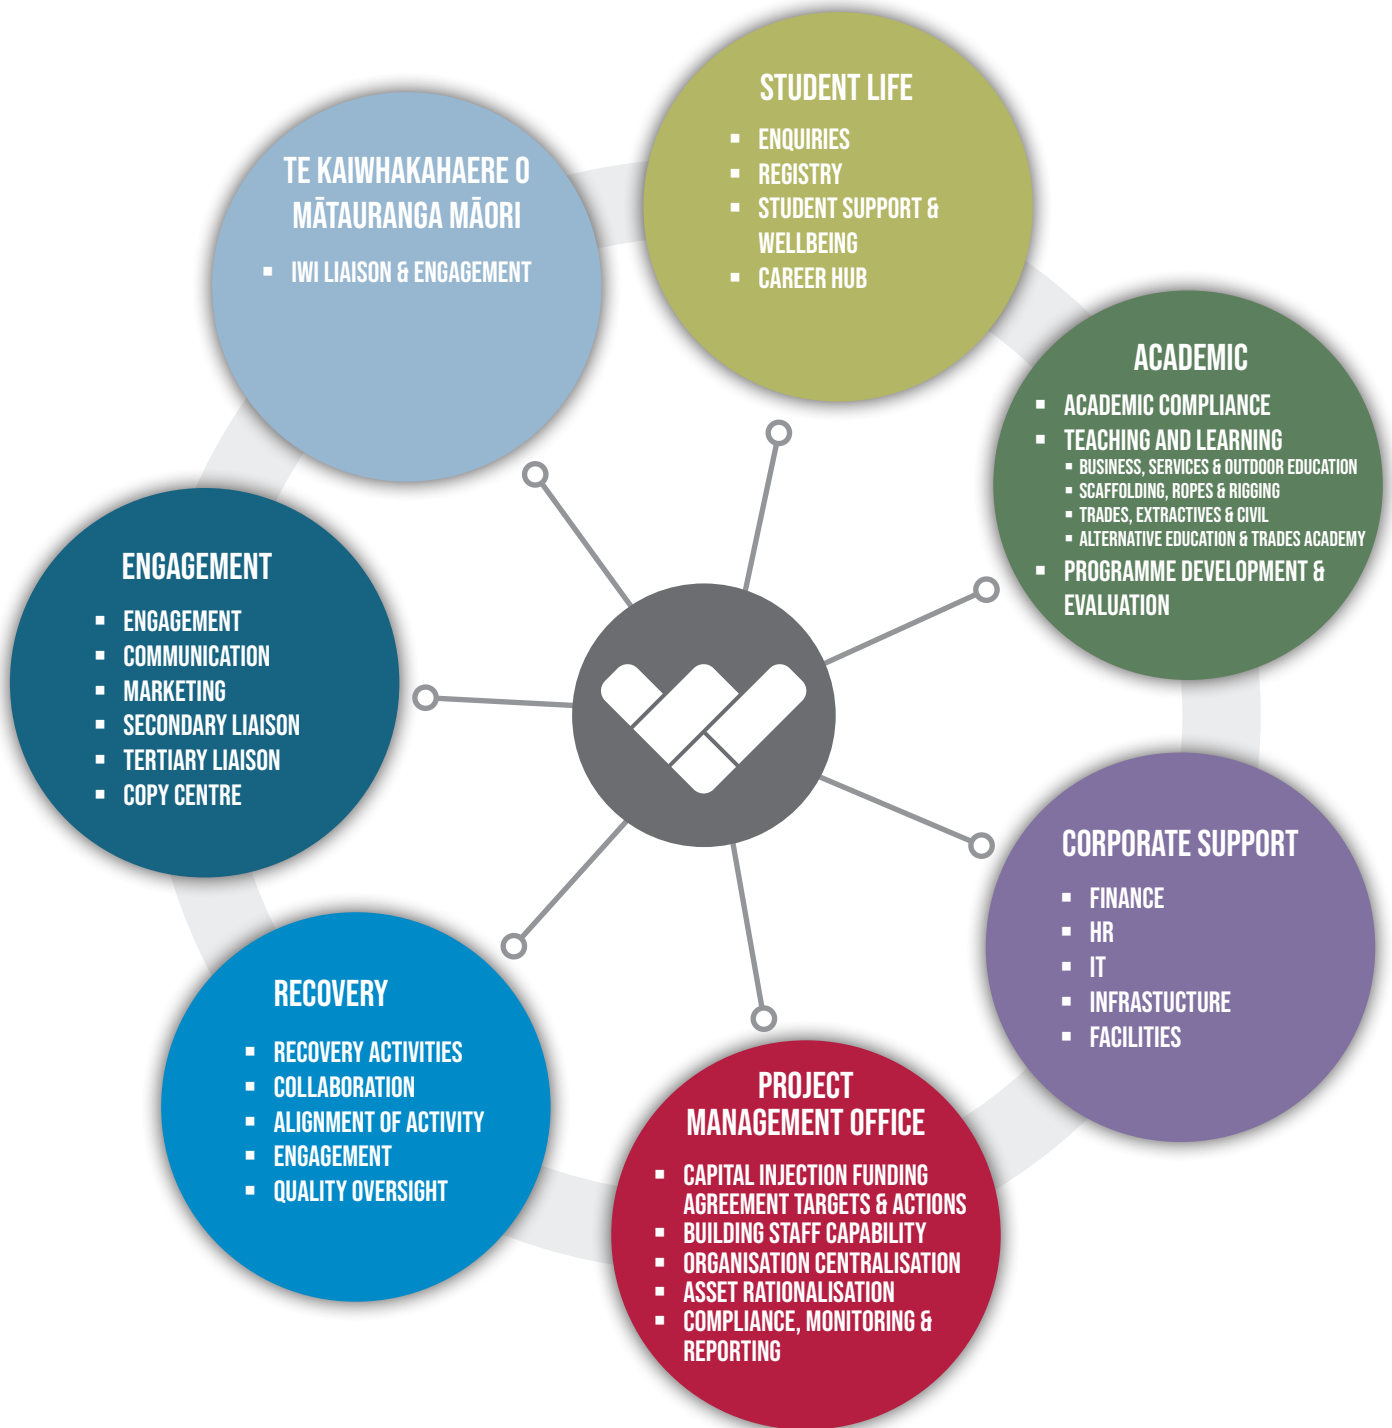 STUDENT LIFE
▪ ENQUIRIES
▪ REGISTRY
▪ STUDENT SUPPORT &
WELLBEING
▪ CAREER HUB
TE KAIWHAKAHAERE O
MĀTAURANGA MĀORI
▪ IWI LIAISON & ENGAGEMENT
ACADEMIC
▪ ACADEMIC COMPLIANCE
▪ TEACHING AND LEARNING
▪ BUSINESS, SERVICES & OUTDOOR EDUCATION
▪ SCAFFOLDING, ROPES & RIGGING
▪ TRADES, EXTRACTIVES & CIVIL
▪ ALTERNATIVE EDUCATION & TRADES ACADEMY
▪ PROGRAMME DEVELOPMENT &
EVALUATION
ENGAGEMENT
▪ ENGAGEMENT
▪ COMMUNICATION
▪ MARKETING
▪ SECONDARY LIAISON
▪ TERTIARY LIAISON
▪ COPY CENTRE
CORPORATE SUPPORT
▪ FINANCE
▪ HR
▪ IT
▪ INFRASTUCTURE
▪ FACILITIES
RECOVERY
▪ RECOVERY ACTIVITIES
▪ COLLABORATION
▪ ALIGNMENT OF ACTIVITY
▪ ENGAGEMENT
▪ QUALITY OVERSIGHT
PROJECT
MANAGEMENT OFFICE
▪ CAPITAL INJECTION FUNDING
AGREEMENT TARGETS & ACTIONS
▪ BUILDING STAFF CAPABILITY
▪ ORGANISATION CENTRALISATION
▪ ASSET RATIONALISATION
▪ COMPLIANCE, MONITORING &
REPORTING